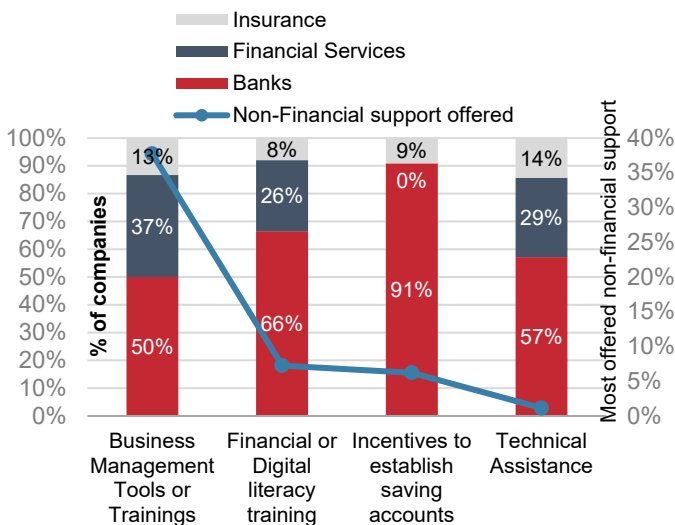 Insurance
Financial Services
Banks
Non-Financial support offered
100%
90%
80%
70%
60%
50%
40%
30%
20%
10%
0%
% of companies
13%
37%
50%
8%
26%
66%
9%
0%
91%
14%
29%
57%
40%
35%
30%
25%
20%
15%
10%
5%
0%
Most offered non-financial support
Business
Management
Tools or
Trainings
Financial or
Digital
literacy
training
Incentives to
establish
saving
accounts
Technical
Assistance